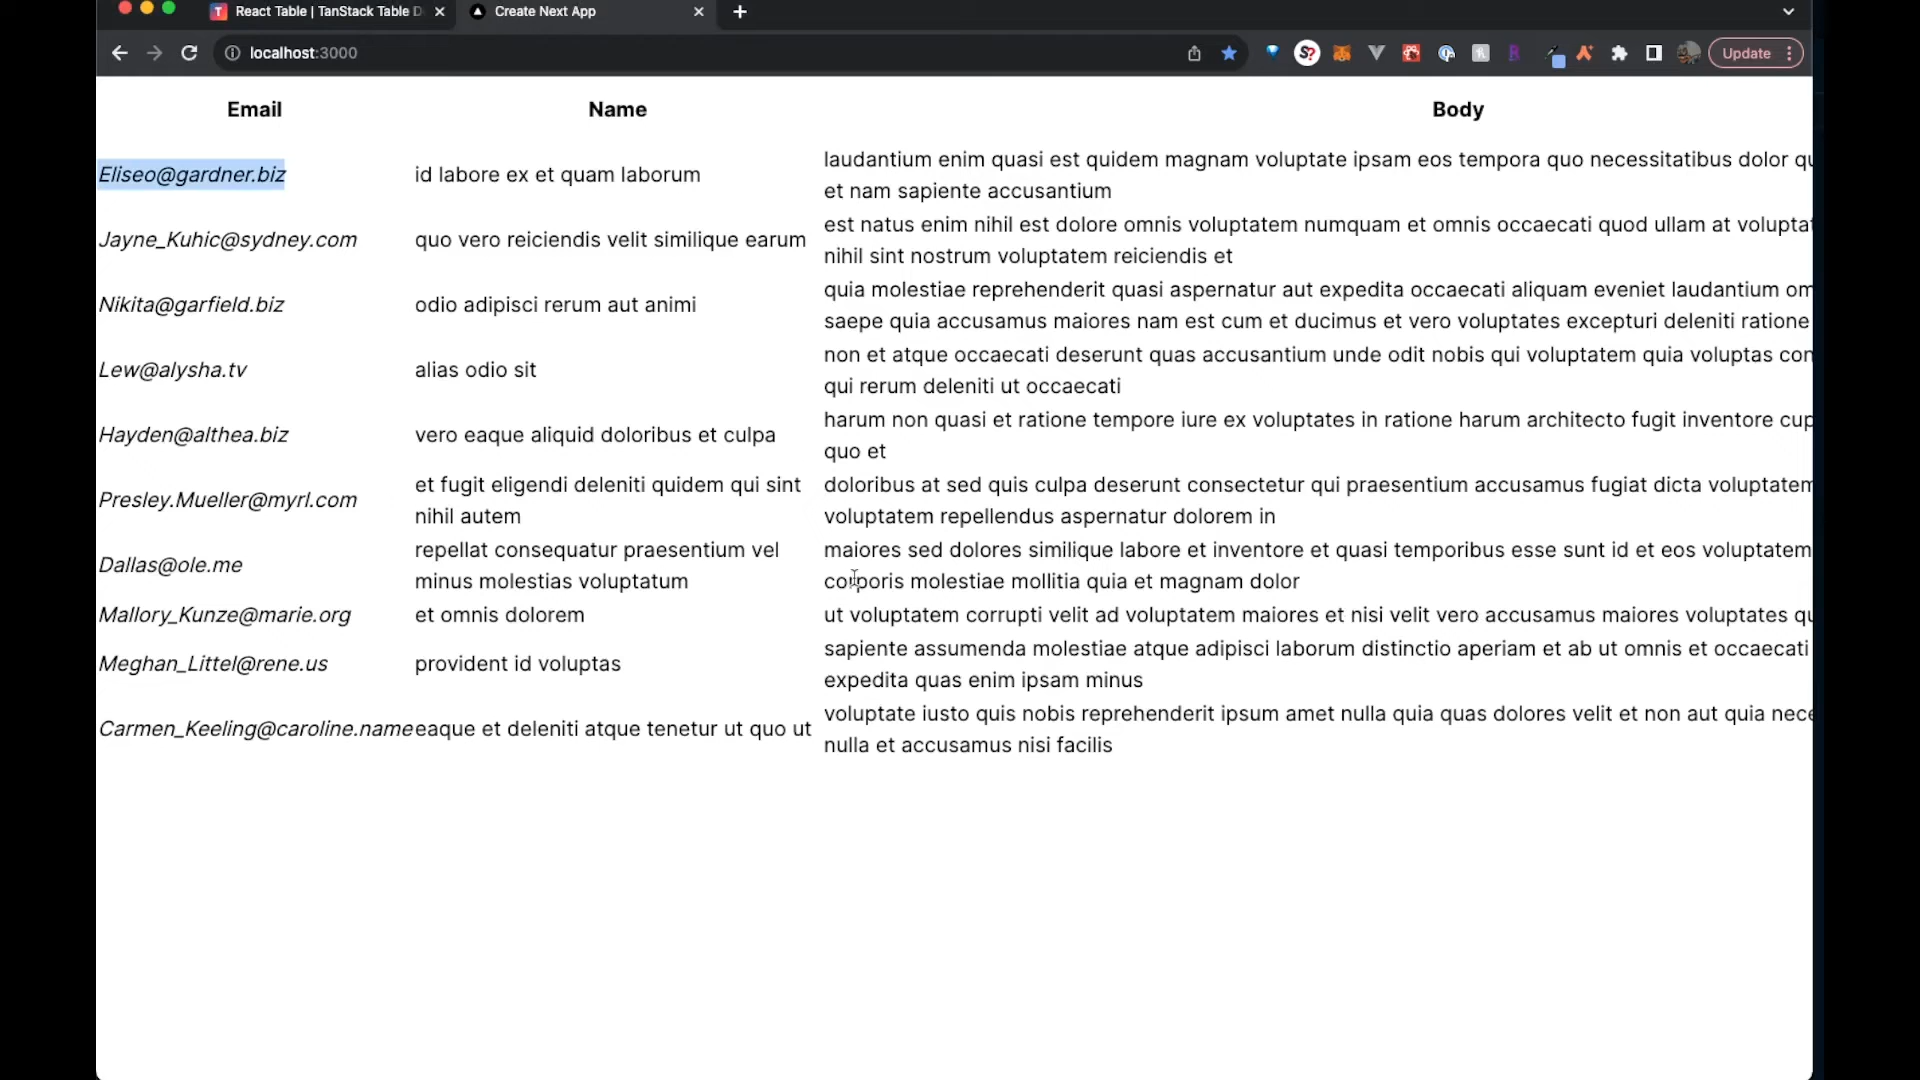 React Table | TanStack Table D
Create Next App
localhost:3000
S?
Update
Email Name Body
Eliseo@gardner.biz id labore ex et quam laborum laudantium enim quasi est quidem magnam voluptate ipsam eos tempora quo necessitatibus dolor qu
et nam sapiente accusantium
Jayne_Kuhic@sydney.com quo vero reiciendis velit similique earum est natus enim nihil est dolore omnis voluptatem numquam et omnis occaecati quod ullam at volupta
nihil sint nostrum voluptatem reiciendis et
Nikita@garfield.biz odio adipisci rerum aut animi quia molestiae reprehenderit quasi aspernatur aut expedita occaecati aliquam eveniet laudantium om
saepe quia accusamus maiores nam est cum et ducimus et vero voluptates excepturi deleniti ratione
Lew@alysha.tv alias odio sit non et atque occaecati deserunt quas accusantium unde odit nobis qui voluptatem quia voluptas con
qui rerum deleniti ut occaecati
Hayden@althea.biz vero eaque aliquid doloribus et culpa harum non quasi et ratione tempore iure ex voluptates in ratione harum architecto fugit inventore cup
quo et
Presley.Mueller@myrl.com et fugit eligendi deleniti quidem qui sint doloribus at sed quis culpa deserunt consectetur qui praesentium accusamus fugiat dicta voluptatem
nihil autem voluptatem repellendus aspernatur dolorem in
Dallas@ole.me repellat consequatur praesentium vel maiores sed dolores similique labore et inventore et quasi temporibus esse sunt id et eos voluptatem
minus molestias voluptatum corporis molestiae mollitia quia et magnam dolor
Mallory_Kunze@marie.org et omnis dolorem ut voluptatem corrupti velit ad voluptatem maiores et nisi velit vero accusamus maiores voluptates qu
Meghan_Littel@rene.us provident id voluptas sapiente assumenda molestiae atque adipisci laborum distinctio aperiam et ab ut omnis et occaecati
expedita quas enim ipsam minus
Carmen_Keeling@caroline.name eaque et deleniti atque tenetur ut quo ut voluptate iusto quis nobis reprehenderit ipsum amet nulla quia quas dolores velit et non aut quia nece
nulla et accusamus nisi facilis